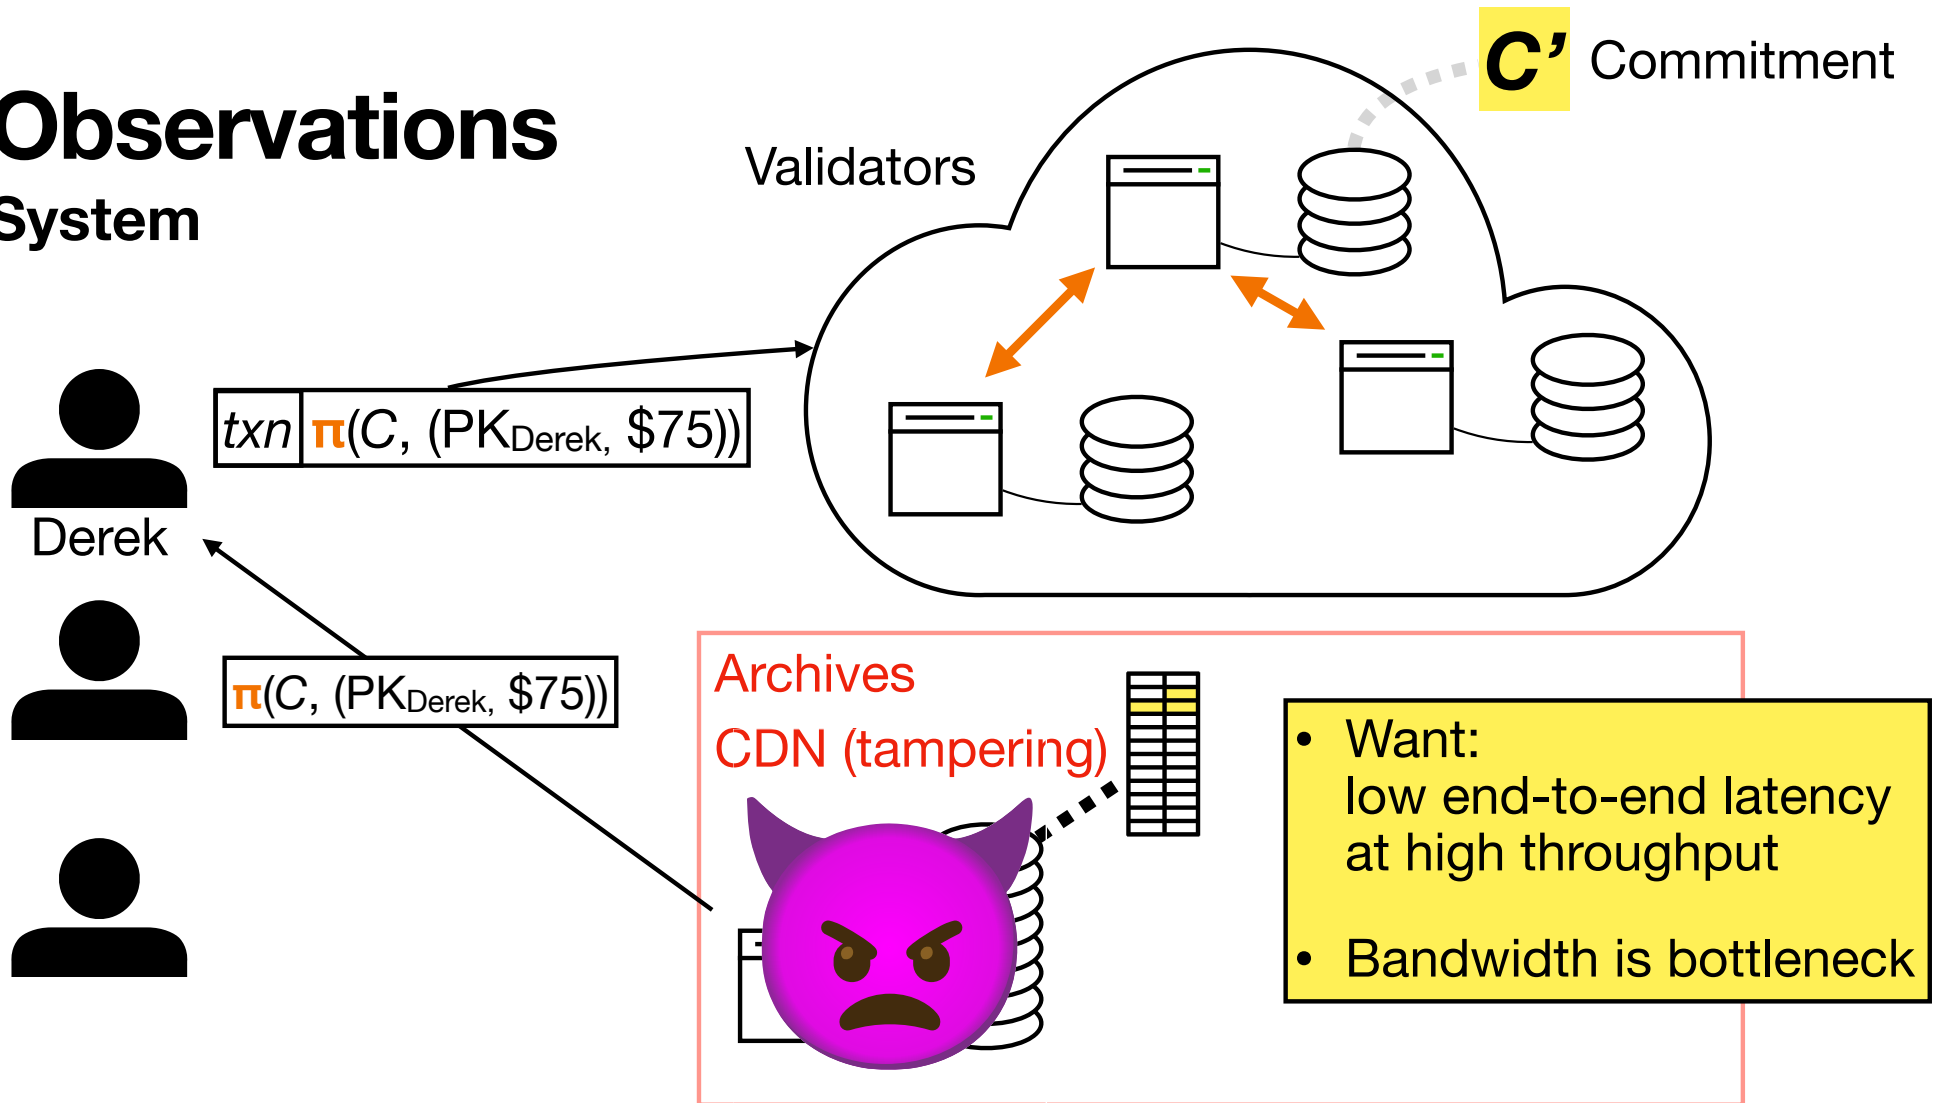 Observations
System
C’ Commitment
Validators
txn π(C, (PKDerek, $75))
Derek
π(C, (PKDerek, $75))
Archives
CDN (tampering)
• Want:
low end-to-end latency
at high throughput
• Bandwidth is bottleneck